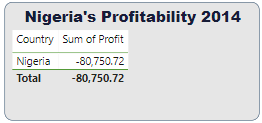 Nigeria's Profitability 2014
Country Sum of Profit
Nigeria -80,750.72
Total -80,750.72